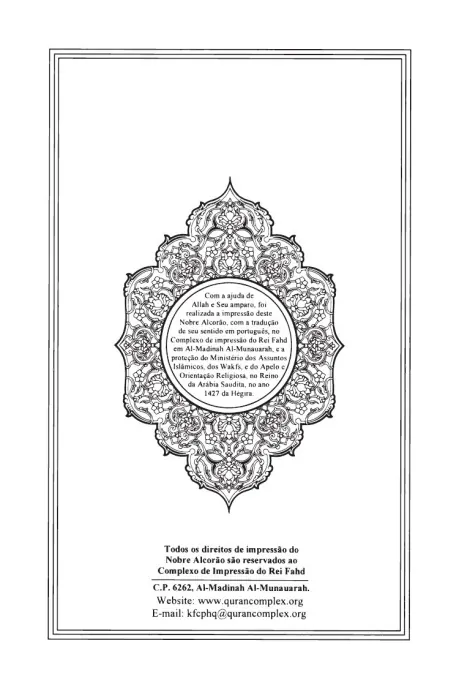 Com a ajuda de
Allah e Seu amparo, foi
realizada a impressão deste
Nobre Alcorão, com a tradução
de seu sentido em português, no
Complexo de impressão do Rei Fahd
em Al-Madinah Al-Munauarah, e a
proteção do Ministério dos Assuntos
Islâmicos, dos Wakfs, e do Apelo e
Orientação Religiosa, no Reino
da Arábia Saudita, no ano
1427 da Hégira.
Todos os direitos de impressão do
Nobre Alcorão são reservados ao
Complexo de Impressão do Rei Fahd
C.P. 6262, Al-Madinah Al-Munauarah.
Website: www.qurancomplex.org
E-mail: kfcphq@qurancomplex.org